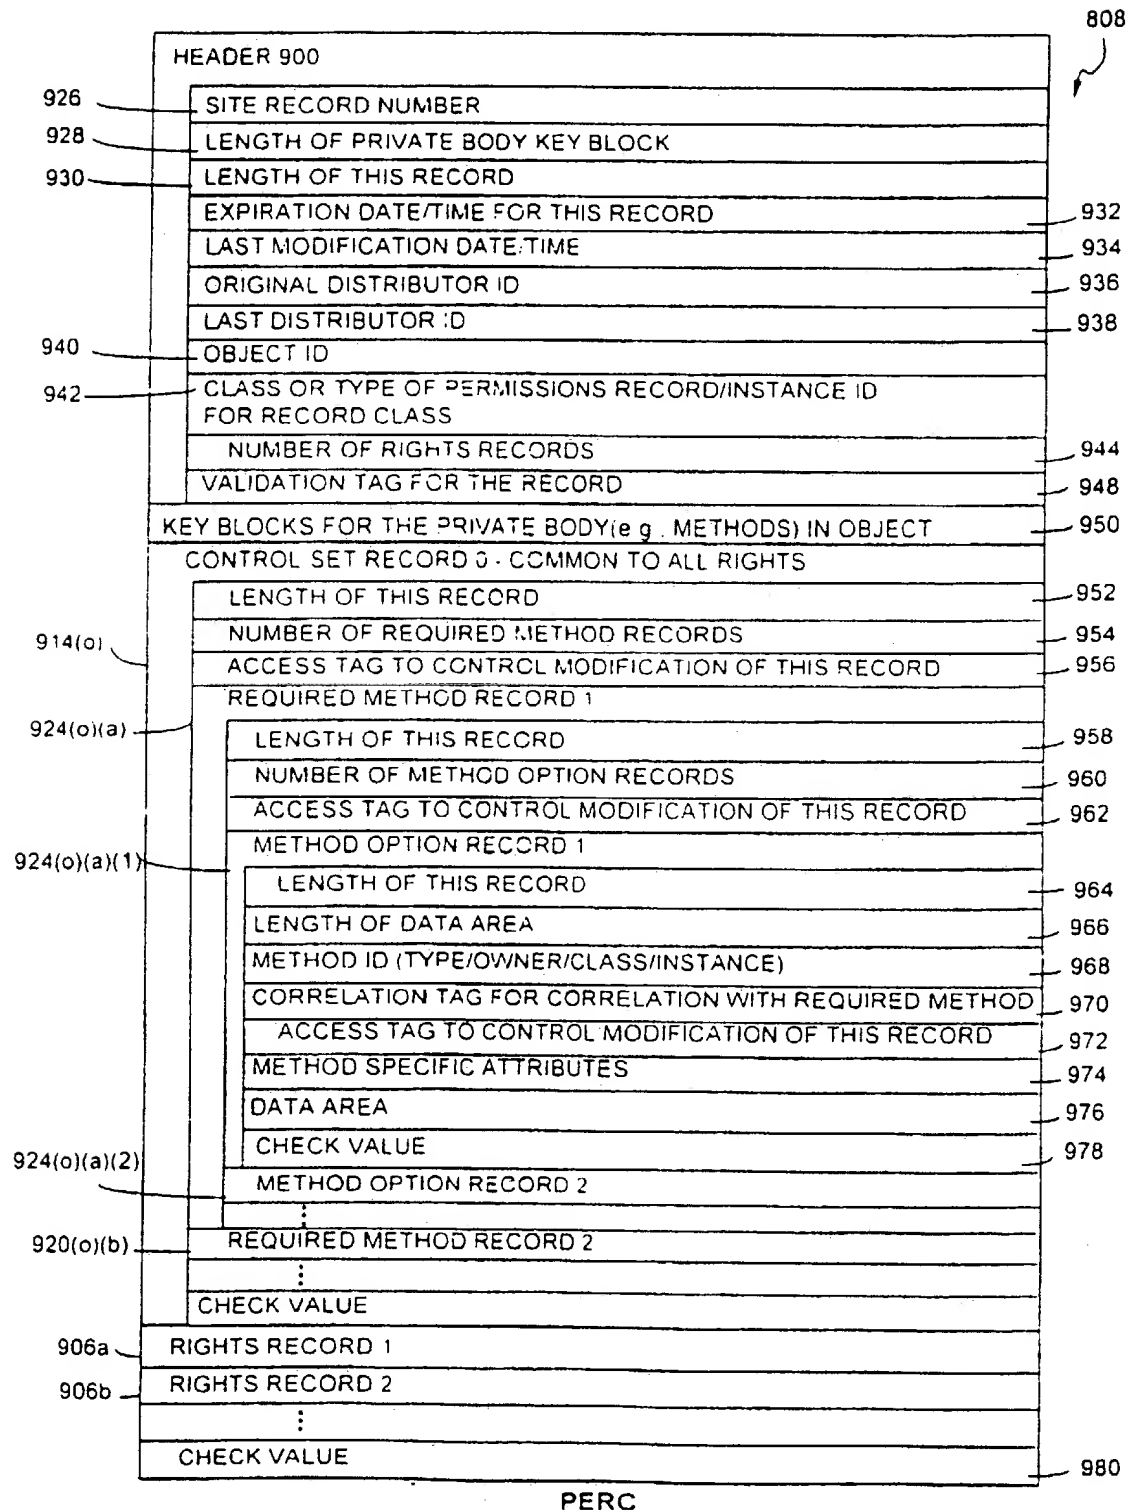 808
HEADER 900
926 SITE RECORD NUMBER
928 LENGTH OF PRIVATE BODY KEY BLOCK
930 LENGTH OF THIS RECORD
EXPIRATION DATE/TIME FOR THIS RECORD 932
LAST MODIFICATION DATE/TIME 934
ORIGINAL DISTRIBUTOR ID 936
LAST DISTRIBUTOR ID 938
940 OBJECT ID
942 CLASS OR TYPE OF PERMISSIONS RECORD/INSTANCE ID
FOR RECORD CLASS
NUMBER OF RIGHTS RECORDS 944
VALIDATION TAG FOR THE RECORD 948
KEY BLOCKS FOR THE PRIVATE BODY(e g . METHODS) IN OBJECT 950
CONTROL SET RECORD 0 - COMMON TO ALL RIGHTS
LENGTH OF THIS RECORD 952
914(o) NUMBER OF REQUIRED METHOD RECORDS 954
ACCESS TAG TO CONTROL MODIFICATION OF THIS RECORD 956
924(o)(a) REQUIRED METHOD RECORD 1
LENGTH OF THIS RECORD 958
NUMBER OF METHOD OPTION RECORDS 960
ACCESS TAG TO CONTROL MODIFICATION OF THIS RECORD 962
924(o)(a)(1) METHOD OPTION RECORD 1
LENGTH OF THIS RECORD 964
LENGTH OF DATA AREA 966
METHOD ID (TYPE/OWNER/CLASS/INSTANCE) 968
CORRELATION TAG FOR CORRELATION WITH REQUIRED METHOD 970
ACCESS TAG TO CONTROL MODIFICATION OF THIS RECORD 972
METHOD SPECIFIC ATTRIBUTES 974
DATA AREA 976
CHECK VALUE 978
924(o)(a)(2) METHOD OPTION RECORD 2
920(o)(b) REQUIRED METHOD RECORD 2
CHECK VALUE
906a RIGHTS RECORD 1
906b RIGHTS RECORD 2
CHECK VALUE 980
PERC